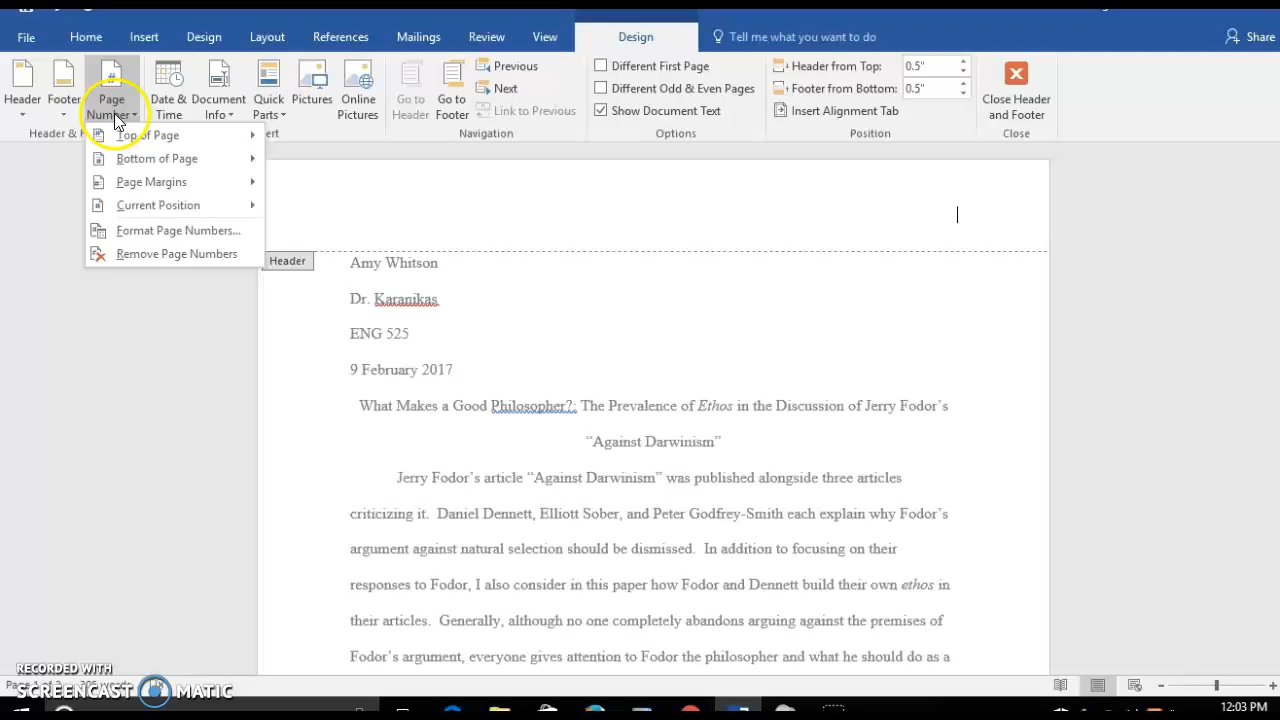 File Home Insert Design Layout References Mailings Review View Design Tell me what you want to do Share
Header Footer Page Number Date & Time Document Info Quick Parts Pictures Online Pictures Go to Header Go to Footer
Previous
Next
Link to Previous
Different First Page
Different Odd & Even Pages
Show Document Text
Header from Top: 0.5"
Footer from Bottom: 0.5"
Insert Alignment Tab
Close Header and Footer
Header & F
ert
Navigation
Options
Position
Close
Top of Page
Bottom of Page
Page Margins
Current Position
Format Page Numbers...
Remove Page Numbers
Header
Amy Whitson
Dr. Karanikas
ENG 525
9 February 2017
What Makes a Good Philosopher?: The Prevalence of Ethos in the Discussion of Jerry Fodor’s
“Against Darwinism”
Jerry Fodor’s article “Against Darwinism” was published alongside three articles
criticizing it. Daniel Dennett, Elliott Sober, and Peter Godfrey-Smith each explain why Fodor’s
argument against natural selection should be dismissed. In addition to focusing on their
responses to Fodor, I also consider in this paper how Fodor and Dennett build their own ethos in
their articles. Generally, although no one completely abandons arguing against the premises of
Fodor’s argument, everyone gives attention to Fodor the philosopher and what he should do as a
RECORDED WITH
SCREENCAST MATIC
12:03 PM